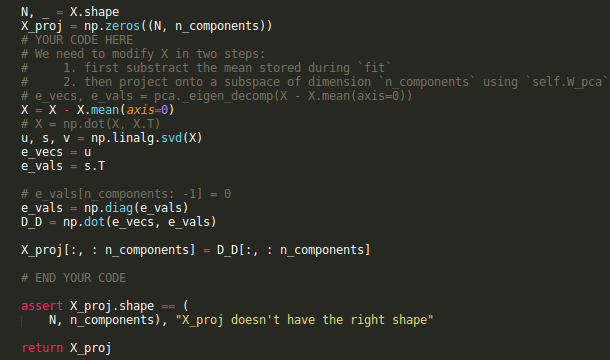 N, _ = X.shape
X_proj = np.zeros((N, n_components))
# YOUR CODE HERE
# We need to modify X in two steps:
#     1. first substract the mean stored during `fit`
#     2. then project onto a subspace of dimension `n_components` using `self.W_pca`
# e_vecs, e_vals = pca._eigen_decomp(X - X.mean(axis=0))
X = X - X.mean(axis=0)
# X = np.dot(X, X.T)
u, s, v = np.linalg.svd(X)
e_vecs = u
e_vals = s.T
# e_vals[n_components: -1] = 0
e_vals = np.diag(e_vals)
D_D = np.dot(e_vecs, e_vals)
X_proj[:, : n_components] = D_D[:, : n_components]
# END YOUR CODE
assert X_proj.shape == (
    N, n_components), "X_proj doesn't have the right shape"
return X_proj